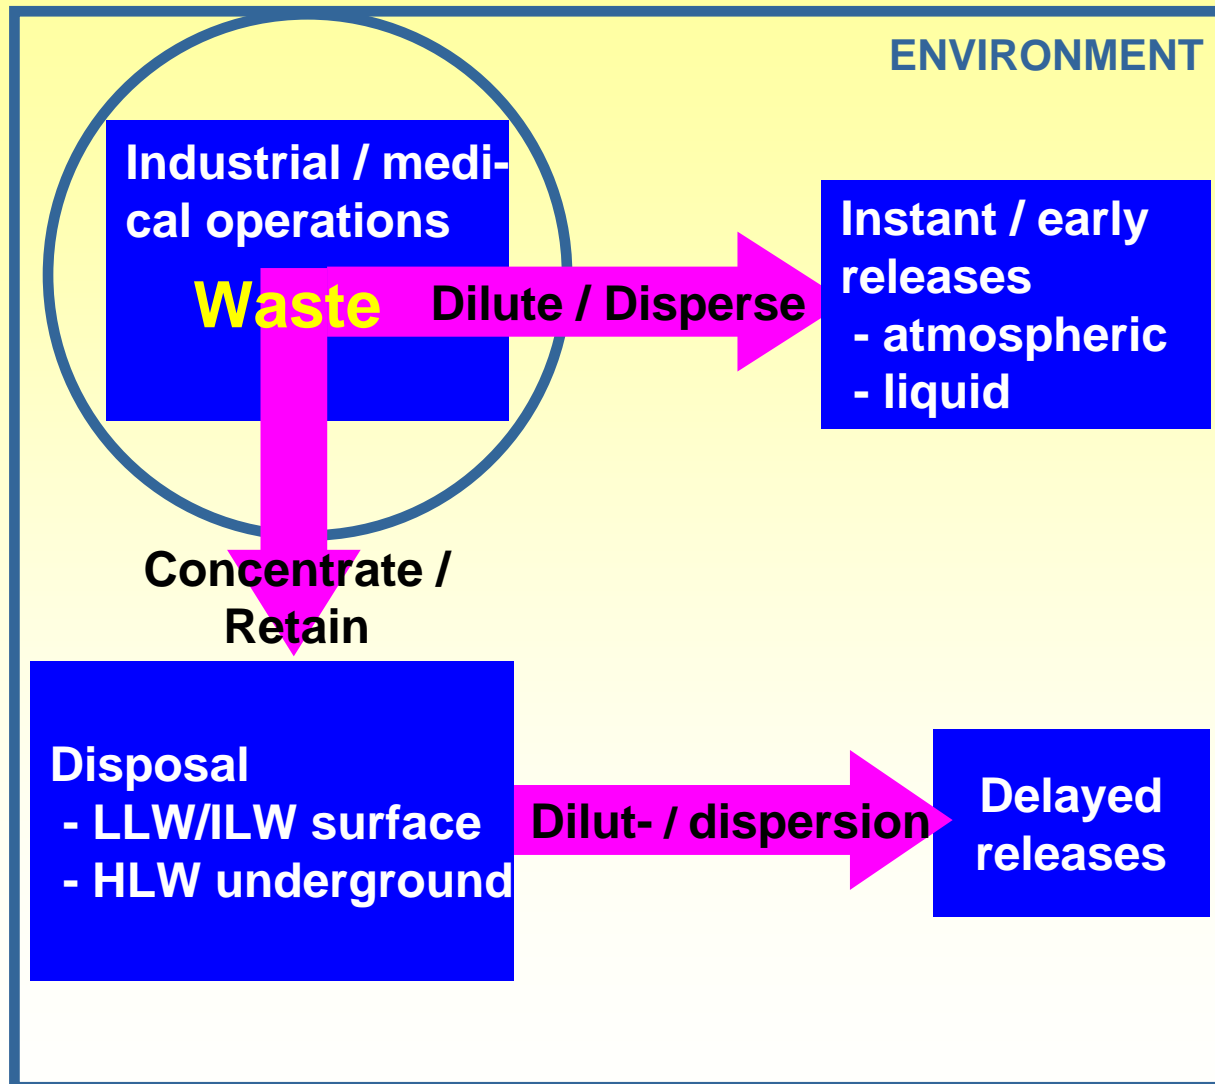 ENVIRONMENT
Industrial / medi-
cal operations
Waste
Dilute / Disperse
Instant / early
releases
- atmospheric
- liquid
Concentrate /
Retain
Disposal
- LLW/ILW surface
- HLW underground
Dilut- / dispersion
Delayed
releases